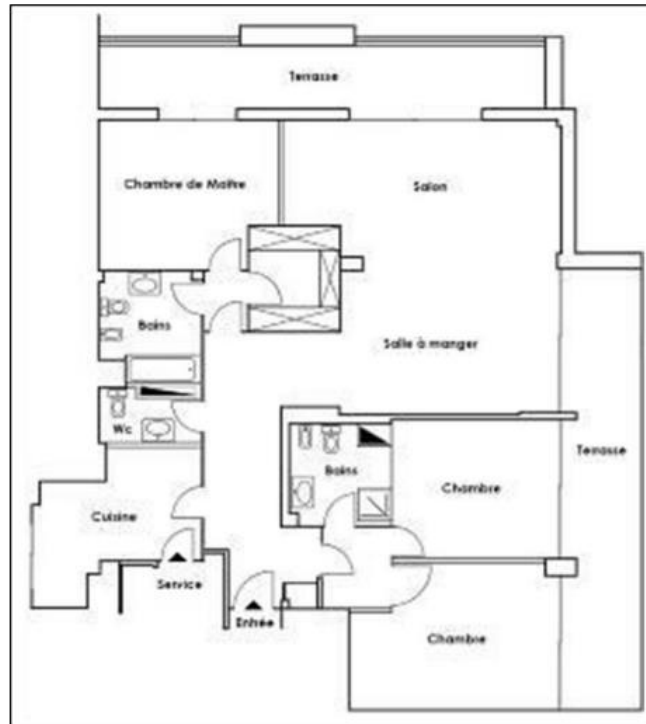 Terrasse
Chambre de Maître
Salon
Bains
Salle à manger
Wc
Bains
Terrasse
Chambre
Cuisine
Service
Entrée
Chambre